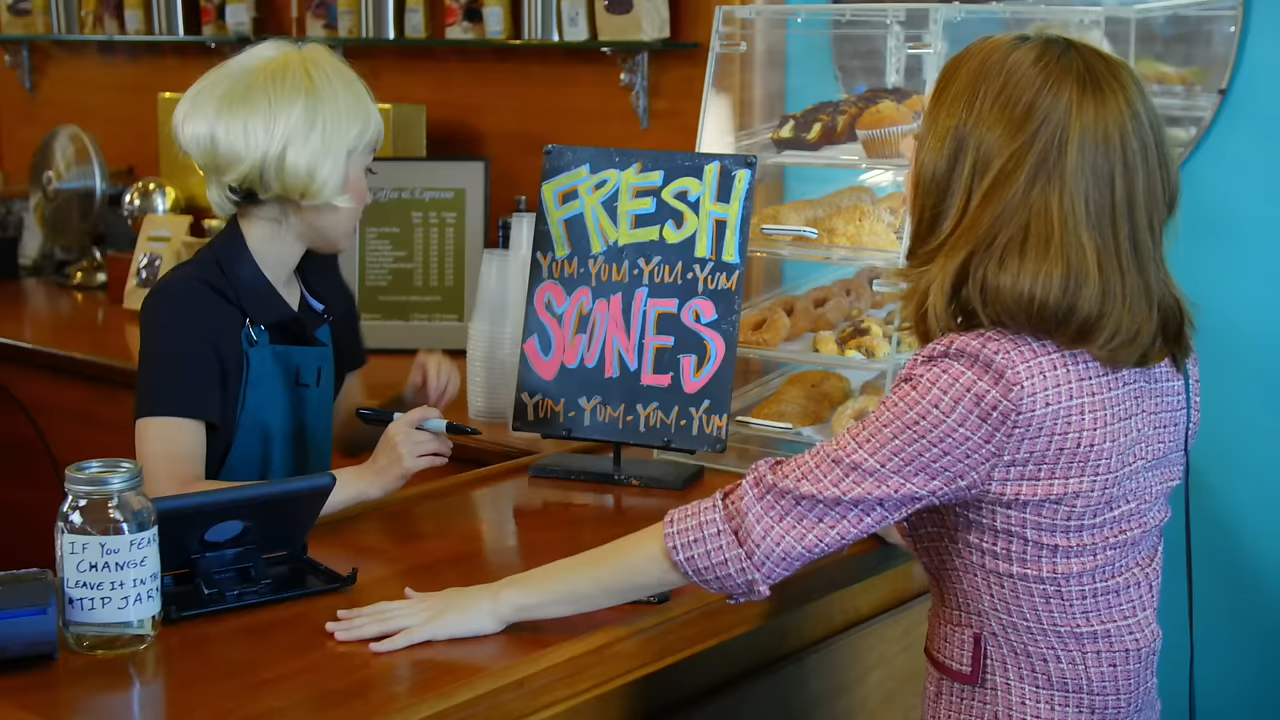 Coffee & Espresso
FRESH
YUM-YUM-YUM-YUM
SCONES
YUM-YUM-YUM-YUM
LI
IF YOU FEAR
CHANGE
LEAVE IT IN THE
TIP JAR